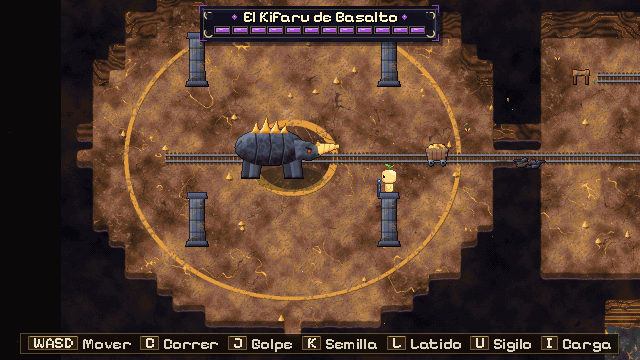 El Kifaru de Basalto
WASD Mover C Correr J Golpe K Semilla L Latido U Sigilo I Carga